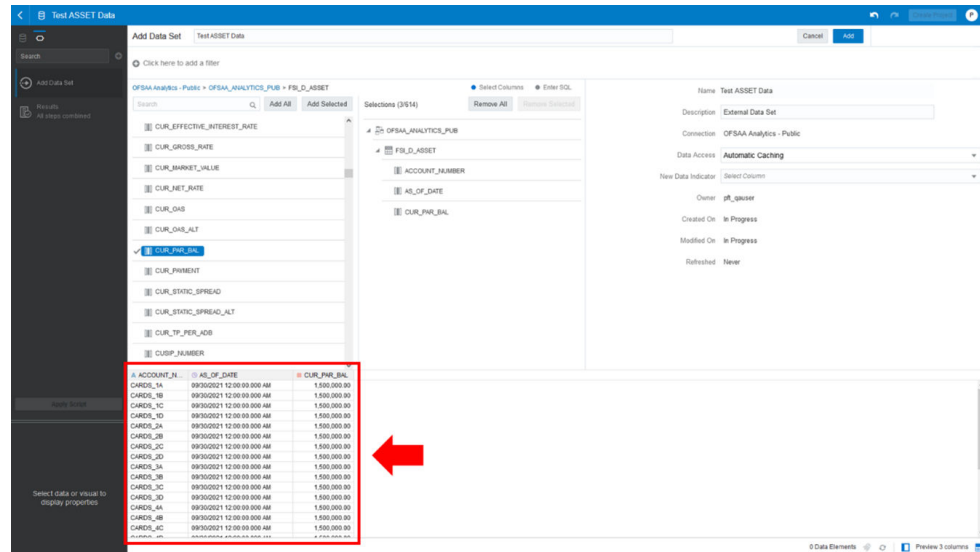 Test ASSET Data
Create Project
P
Search
Add Data Set
Results
All steps combined
Apply Script
Select data or visual to
display properties
Add Data Set
Test ASSET Data
Cancel
Add
Click here to add a filter
OFSAA Analytics - Public > OFSAA_ANALYTICS_PUB > FSI_D_ASSET
Select Columns
Enter SQL
Search
Add All
Add Selected
CUR_EFFECTIVE_INTEREST_RATE
CUR_GROSS_RATE
CUR_MARKET_VALUE
CUR_NET_RATE
CUR_OAS
CUR_OAS_ALT
CUR_PAR_BAL
CUR_PAYMENT
CUR_STATIC_SPREAD
CUR_STATIC_SPREAD_ALT
CUR_TP_PER_ADB
CUSIP_NUMBER
Selections (3/614)
Remove All
Remove Selected
OFSAA_ANALYTICS_PUB
FSI_D_ASSET
ACCOUNT_NUMBER
AS_OF_DATE
CUR_PAR_BAL
Name Test ASSET Data
Description External Data Set
Connection OFSAA Analytics - Public
Data Access Automatic Caching
New Data Indicator Select Column
Owner pft_qauser
Created On In Progress
Modified On In Progress
Refreshed Never
ACCOUNT_N... AS_OF_DATE CUR_PAR_BAL
CARDS_1A 09/30/2021 12:00:00.000 AM 1,500,000.00
CARDS_1B 09/30/2021 12:00:00.000 AM 1,500,000.00
CARDS_1C 09/30/2021 12:00:00.000 AM 1,500,000.00
CARDS_1D 09/30/2021 12:00:00.000 AM 1,500,000.00
CARDS_2A 09/30/2021 12:00:00.000 AM 1,500,000.00
CARDS_2B 09/30/2021 12:00:00.000 AM 1,500,000.00
CARDS_2C 09/30/2021 12:00:00.000 AM 1,500,000.00
CARDS_2D 09/30/2021 12:00:00.000 AM 1,500,000.00
CARDS_3A 09/30/2021 12:00:00.000 AM 1,500,000.00
CARDS_3B 09/30/2021 12:00:00.000 AM 1,500,000.00
CARDS_3C 09/30/2021 12:00:00.000 AM 1,500,000.00
CARDS_3D 09/30/2021 12:00:00.000 AM 1,500,000.00
CARDS_4A 09/30/2021 12:00:00.000 AM 1,500,000.00
CARDS_4B 09/30/2021 12:00:00.000 AM 1,500,000.00
CARDS_4C 09/30/2021 12:00:00.000 AM 1,500,000.00
0 Data Elements
Preview 3 columns